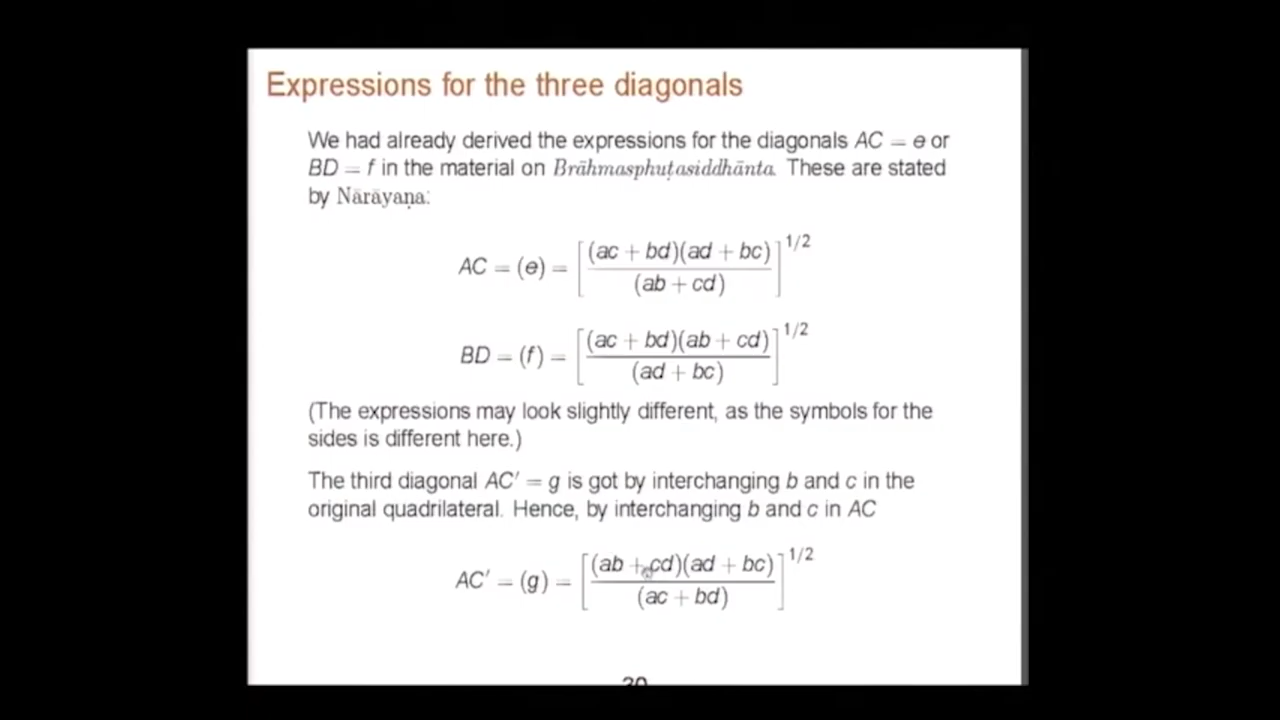 Expressions for the three diagonals
We had already derived the expressions for the diagonals AC = e or
BD = f in the material on Brāhmasphuṭasiddhānta. These are stated
by Nārāyaṇa:
AC = (e) = [(ac + bd)(ad + bc) / (ab + cd)]^1/2
BD = (f) = [(ac + bd)(ab + cd) / (ad + bc)]^1/2
(The expressions may look slightly different, as the symbols for the
sides is different here.)
The third diagonal AC′ = g is got by interchanging b and c in the
original quadrilateral. Hence, by interchanging b and c in AC
AC′ = (g) = [(ab + cd)(ad + bc) / (ac + bd)]^1/2